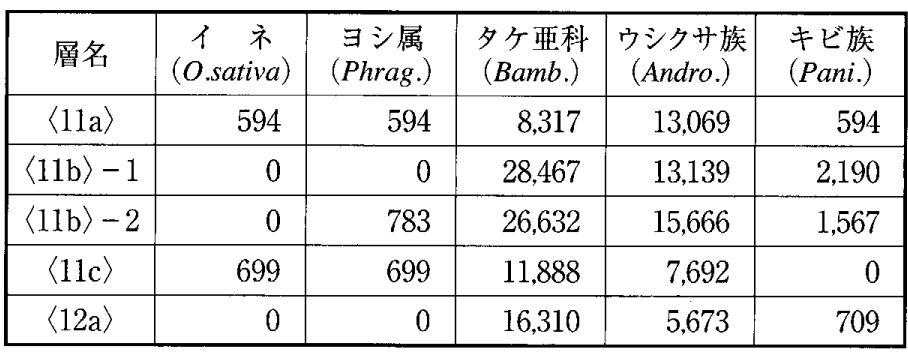 層名 イネ (O.sativa) ヨシ属 (Phrag.) タケ亜科 (Bamb.) ウシクサ族 (Andro.) キビ族 (Pani.)
〈11a〉 594 594 8,317 13,069 594
〈11b〉-1 0 0 28,467 13,139 2,190
〈11b〉-2 0 783 26,632 15,666 1,567
〈11c〉 699 699 11,888 7,692 0
〈12a〉 0 0 16,310 5,673 709